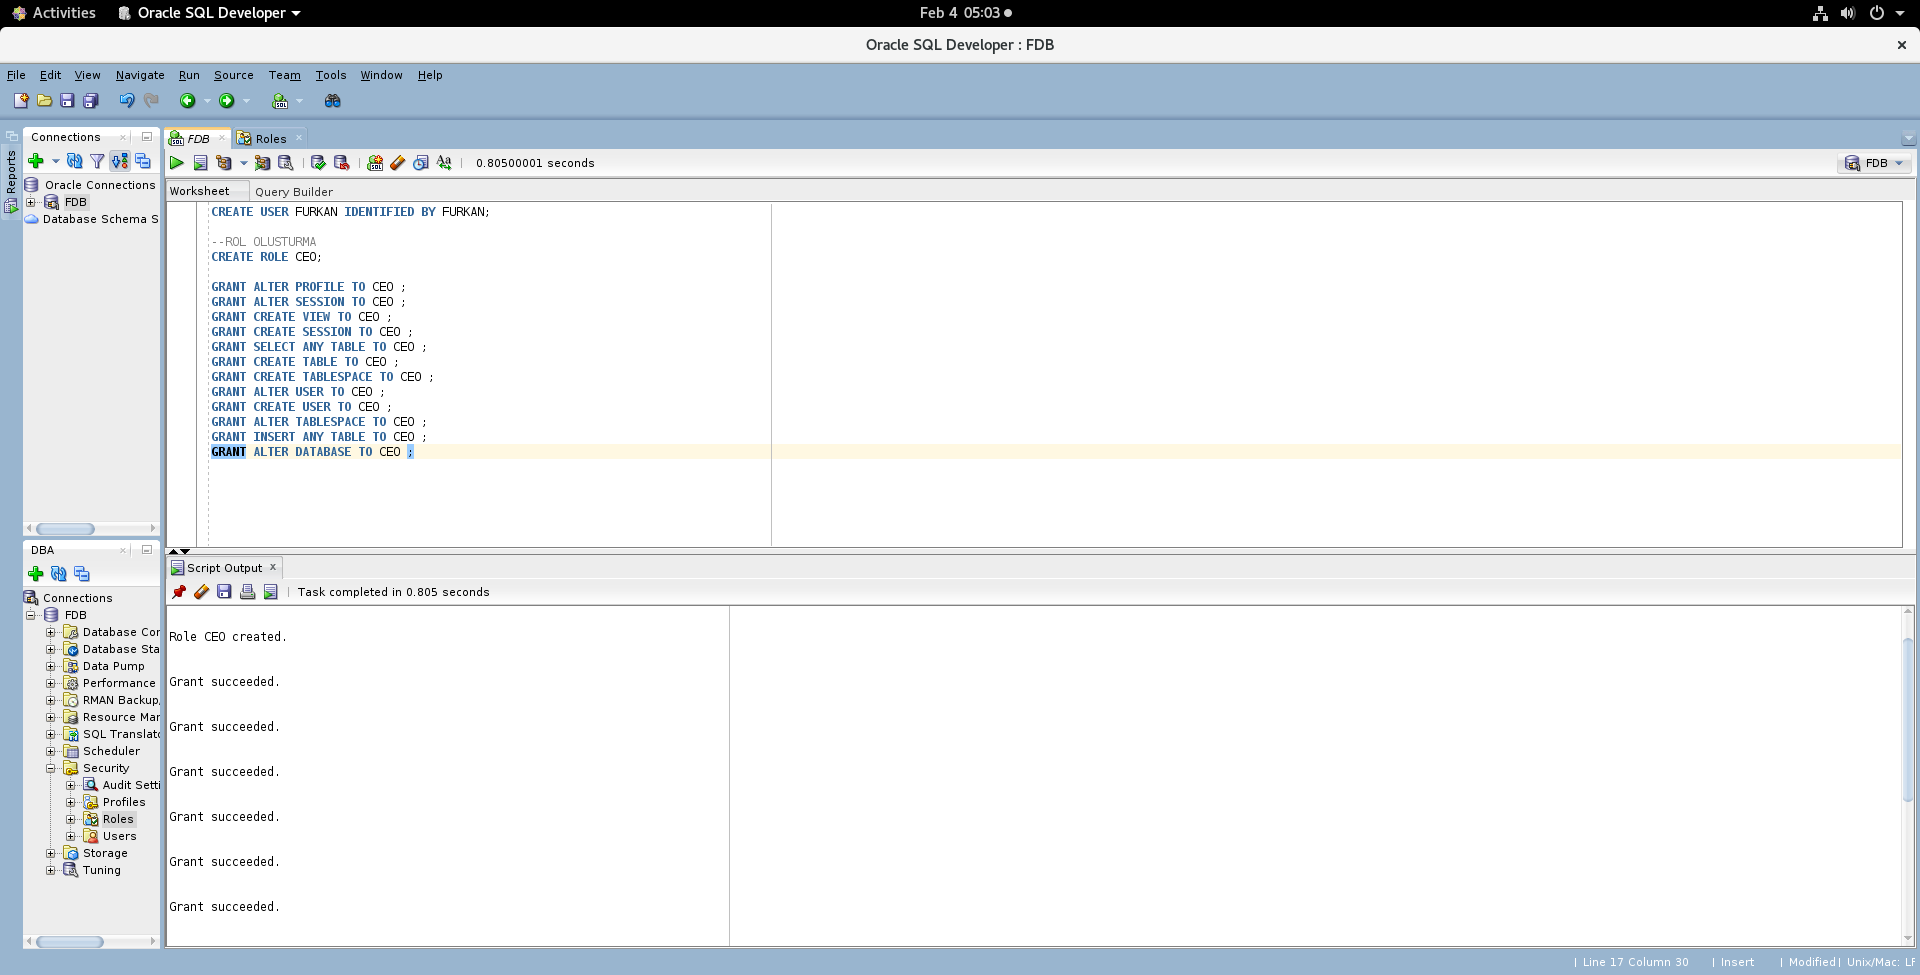 Activities
Oracle SQL Developer
Feb 4 05:03
Oracle SQL Developer : FDB
File Edit View Navigate Run Source Team Tools Window Help
Reports
Connections
Oracle Connections
FDB
Database Schema S
FDB
Roles
0.80500001 seconds
FDB
Worksheet
Query Builder
CREATE USER FURKAN IDENTIFIED BY FURKAN;
--ROL OLUSTURMA
CREATE ROLE CEO;
GRANT ALTER PROFILE TO CEO ;
GRANT ALTER SESSION TO CEO ;
GRANT CREATE VIEW TO CEO ;
GRANT CREATE SESSION TO CEO ;
GRANT SELECT ANY TABLE TO CEO ;
GRANT CREATE TABLE TO CEO ;
GRANT CREATE TABLESPACE TO CEO ;
GRANT ALTER USER TO CEO ;
GRANT CREATE USER TO CEO ;
GRANT ALTER TABLESPACE TO CEO ;
GRANT INSERT ANY TABLE TO CEO ;
GRANT ALTER DATABASE TO CEO ;
DBA
Connections
FDB
Database Cor
Database Sta
Data Pump
Performance
RMAN Backup,
Resource Mar
SQL Translato
Scheduler
Security
Audit Setti
Profiles
Roles
Users
Storage
Tuning
Script Output
Task completed in 0.805 seconds
Role CEO created.
Grant succeeded.
Grant succeeded.
Grant succeeded.
Grant succeeded.
Grant succeeded.
Grant succeeded.
| Line 17 Column 30 | Insert | Modified | Unix/Mac: LF